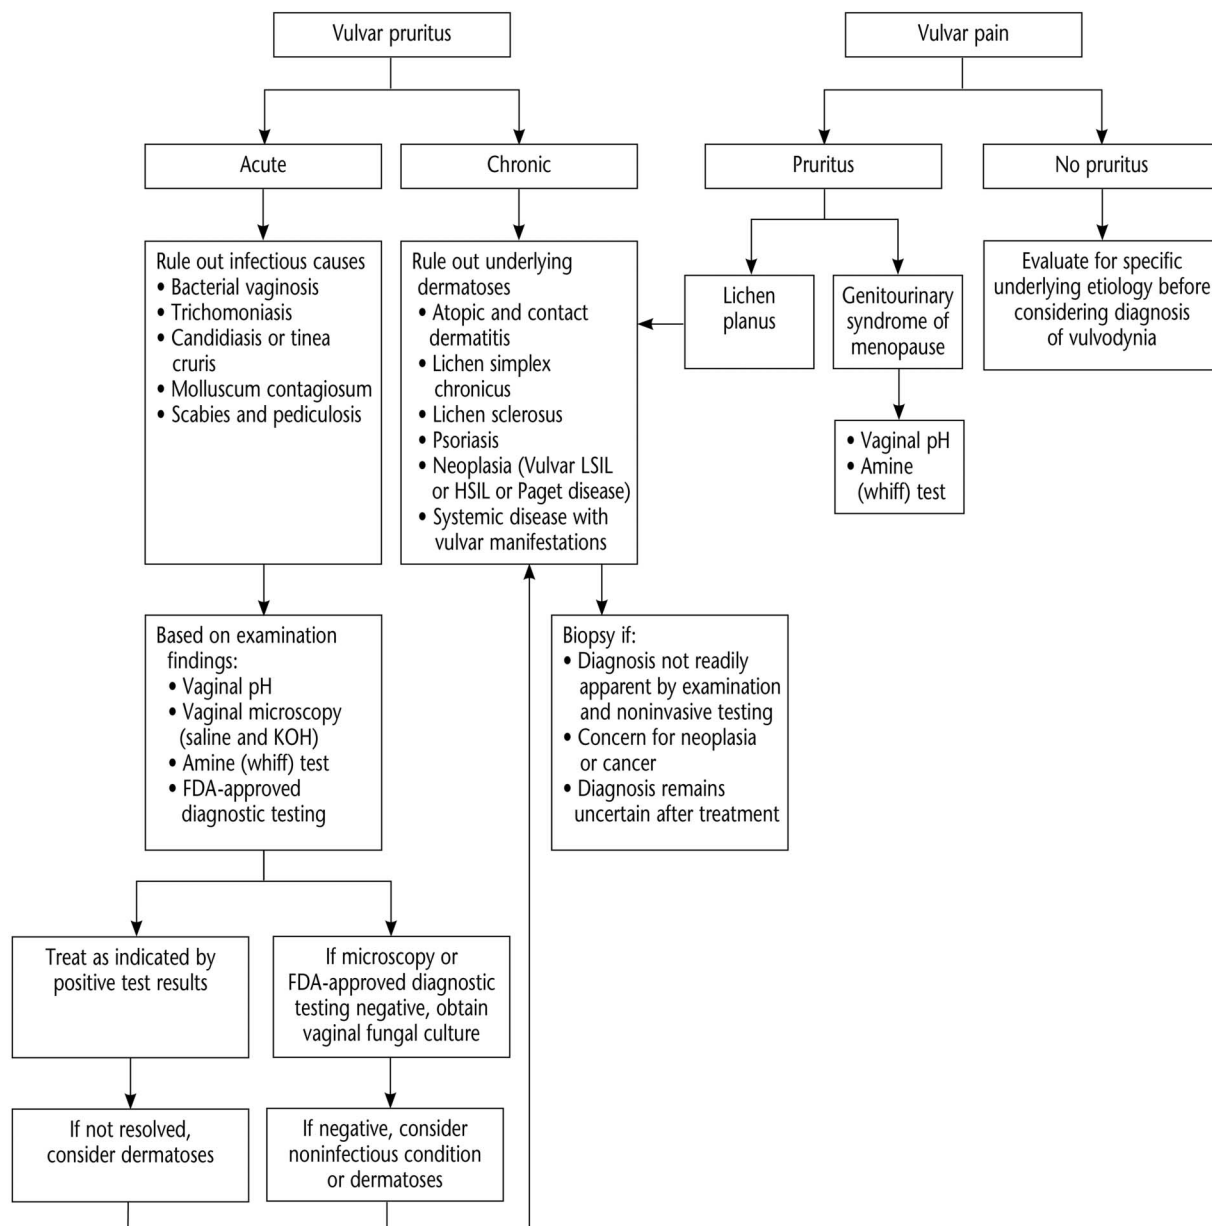 Vulvar pruritus
Vulvar pain
Acute
Chronic
Pruritus
No pruritus
Rule out infectious causes
• Bacterial vaginosis
• Trichomoniasis
• Candidiasis or tinea
cruris
• Molluscum contagiosum
• Scabies and pediculosis
Rule out underlying
dermatoses
• Atopic and contact
dermatitis
• Lichen simplex
chronicus
• Lichen sclerosus
• Psoriasis
• Neoplasia (Vulvar LSIL
or HSIL or Paget disease)
• Systemic disease with
vulvar manifestations
Lichen
planus
Genitourinary
syndrome of
menopause
Evaluate for specific
underlying etiology before
considering diagnosis
of vulvodynia
• Vaginal pH
• Amine
(whiff) test
Based on examination
findings:
• Vaginal pH
• Vaginal microscopy
(saline and KOH)
• Amine (whiff) test
• FDA-approved
diagnostic testing
Biopsy if:
• Diagnosis not readily
apparent by examination
and noninvasive testing
• Concern for neoplasia
or cancer
• Diagnosis remains
uncertain after treatment
Treat as indicated by
positive test results
If microscopy or
FDA-approved diagnostic
testing negative, obtain
vaginal fungal culture
If not resolved,
consider dermatoses
If negative, consider
noninfectious condition
or dermatoses